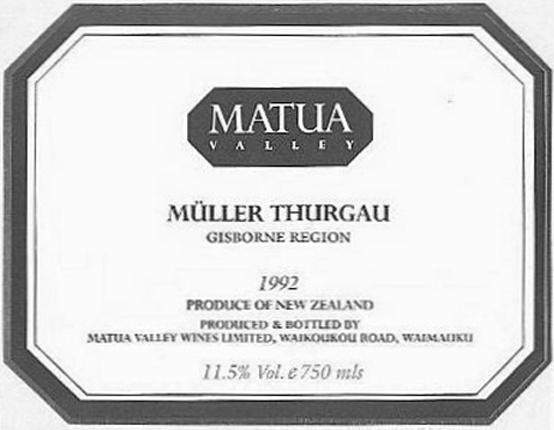 MATUA
VALLEY
MÜLLER THURGAU
GISBORNE REGION
1992
PRODUCE OF NEW ZEALAND
PRODUCED & BOTTLED BY
MATUA VALLEY WINES LIMITED, WAIKOUKOU ROAD, WAIMAUKU
11.5% Vol. e 750 mls